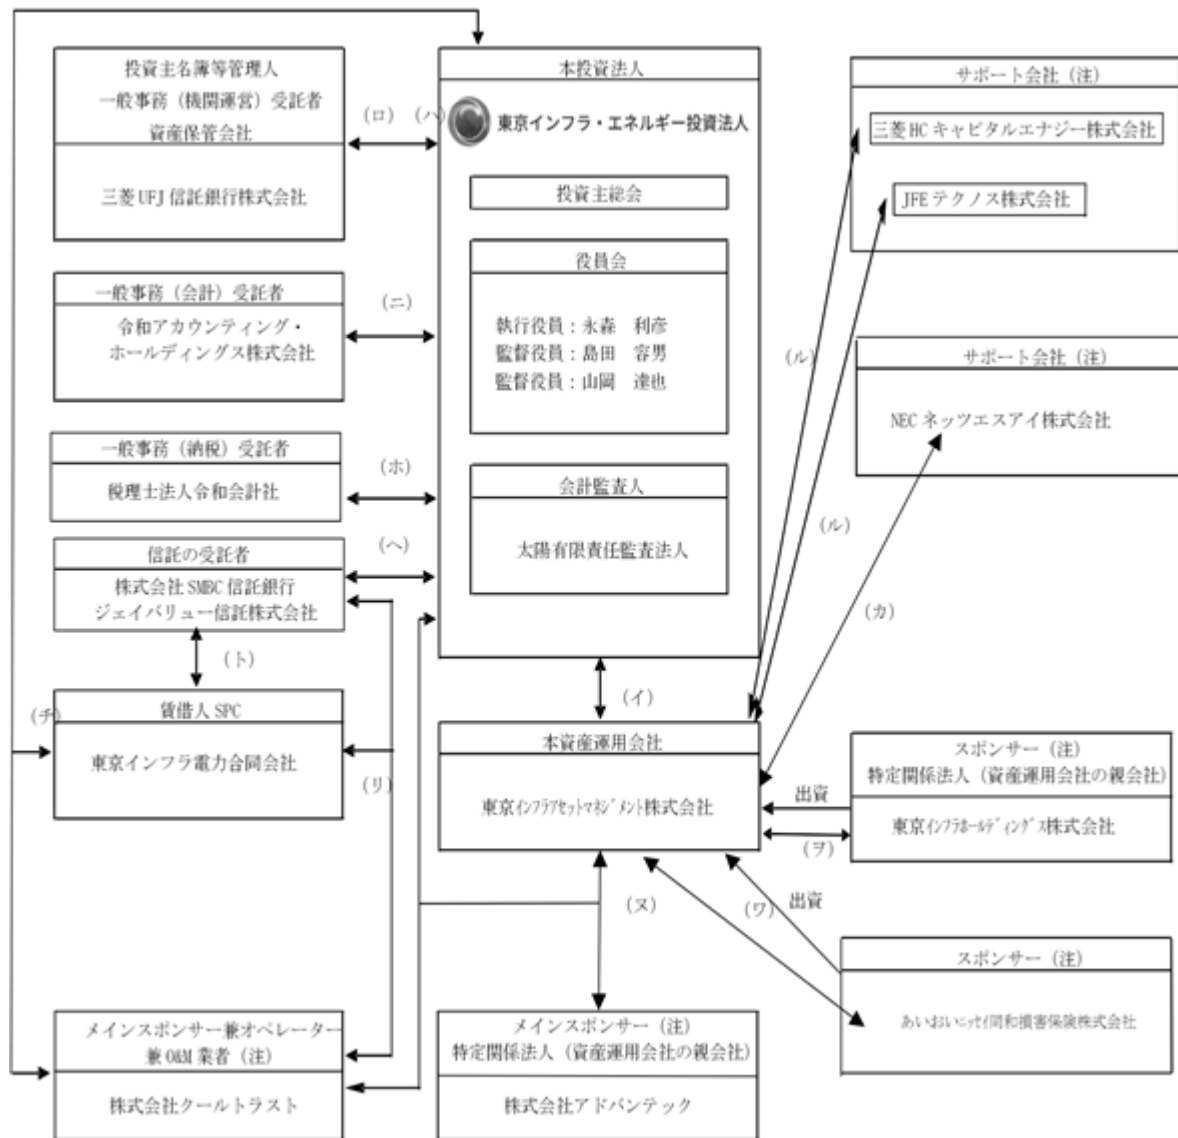 投資主名簿等管理人
一般事務（機関運営）受託者
資産保管会社
三菱UFJ信託銀行株式会社
（ロ）
（ハ）
一般事務（会計）受託者
令和アカウンティング・
ホールディングス株式会社
（ニ）
一般事務（納税）受託者
税理士法人令和会計社
（ホ）
信託の受託者
株式会社SMBC信託銀行
ジェイバリュー信託株式会社
（ヘ）
（ト）
賃借人SPC
東京インフラ電力合同会社
（チ）
（リ）
メインスポンサー兼オペレーター
兼O&M業者（注）
株式会社クールトラスト
本投資法人
東京インフラ・エネルギー投資法人
投資主総会
役員会
執行役員：永森　利彦
監督役員：島田　容男
監督役員：山岡　達也
会計監査人
太陽有限責任監査法人
（イ）
本資産運用会社
東京インフラアセットマネジメント株式会社
（ヌ）
メインスポンサー（注）
特定関係法人（資産運用会社の親会社）
株式会社アドバンテック
サポート会社（注）
三菱HCキャピタルエナジー株式会社
JFEテクノス株式会社
（ル）
（ル）
サポート会社（注）
NECネッツエスアイ株式会社
（カ）
スポンサー（注）
特定関係法人（資産運用会社の親会社）
東京インフラホールディングス株式会社
出資
（ヲ）
（ワ）
出資
スポンサー（注）
あいおいニッセイ同和損害保険株式会社